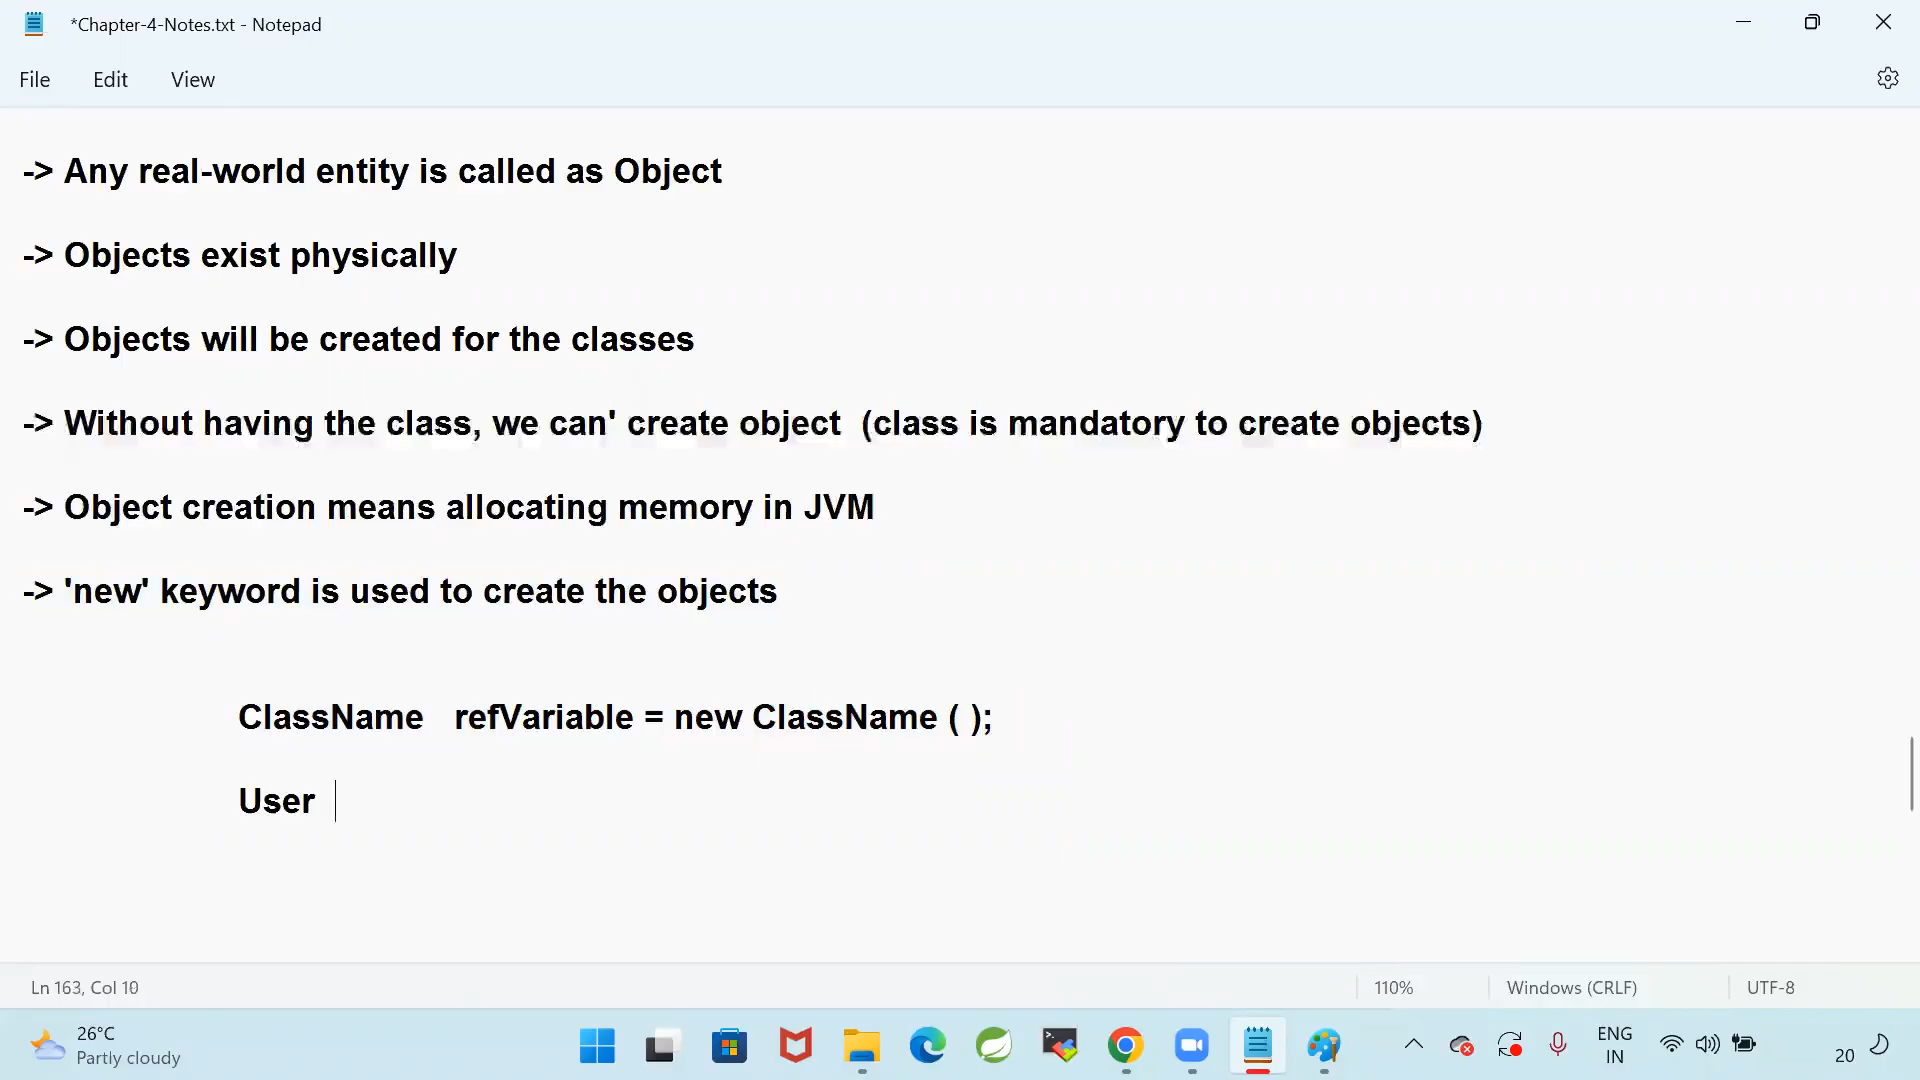 *Chapter-4-Notes.txt - Notepad
File Edit View
-> Any real-world entity is called as Object
-> Objects exist physically
-> Objects will be created for the classes
-> Without having the class, we can' create object  (class is mandatory to create objects)
-> Object creation means allocating memory in JVM
-> 'new' keyword is used to create the objects
ClassName   refVariable = new ClassName ( );
User
Ln 163, Col 10 110% Windows (CRLF) UTF-8
26°C
Partly cloudy
ENG
IN
20